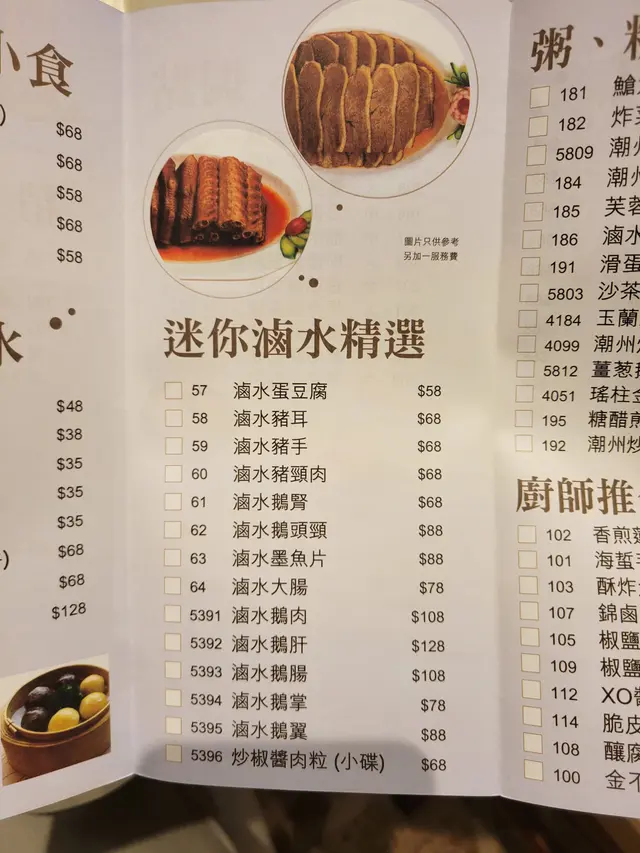 小食
$68
$68
$58
$68
$58
水
$48
$38
$35
$35
$35
$68
$68
$128
圖片只供參考
另加一服務費
迷你滷水精選
57 滷水蛋豆腐 $58
58 滷水豬耳 $68
59 滷水豬手 $68
60 滷水豬頸肉 $68
61 滷水鵝腎 $68
62 滷水鵝頭頸 $88
63 滷水墨魚片 $88
64 滷水大腸 $78
5391 滷水鵝肉 $108
5392 滷水鵝肝 $128
5393 滷水鵝腸 $108
5394 滷水鵝掌 $78
5395 滷水鵝翼 $88
5396 炒椒醬肉粒 (小碟) $68
粥、
181 鱠
182 炸
5809 潮州
184 潮州
185 芙蓉
186 滷水
191 滑蛋
5803 沙茶
4184 玉蘭
4099 潮州
5812 薑葱
4051 瑤柱
195 糖醋
192 潮州炒
廚師推
102 香煎
101 海蜇
103 酥炸
107 錦鹵
105 椒鹽
109 椒鹽
112 XO醬
114 脆皮
108 釀
100 金不